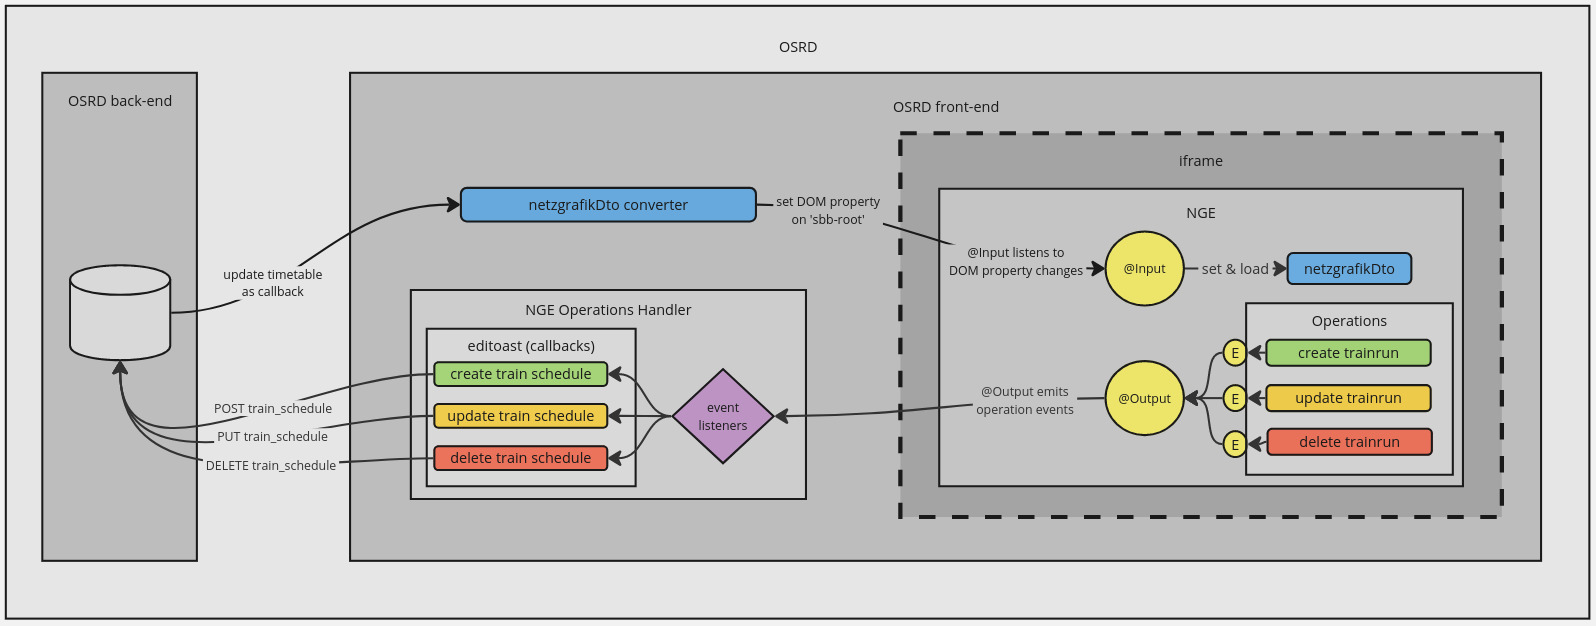 OSRD
OSRD back-end
OSRD front-end
iframe
netzgrafikDto converter
set DOM property
on 'sbb-root'
NGE
@Input listens to
DOM property changes
@Input
set & load
netzgrafikDto
update timetable
as callback
NGE Operations Handler
editoast (callbacks)
create train schedule
update train schedule
delete train schedule
event
listeners
@Output emits
operation events
@Output
Operations
E
create trainrun
E
update trainrun
E
delete trainrun
POST train_schedule
PUT train_schedule
DELETE train_schedule